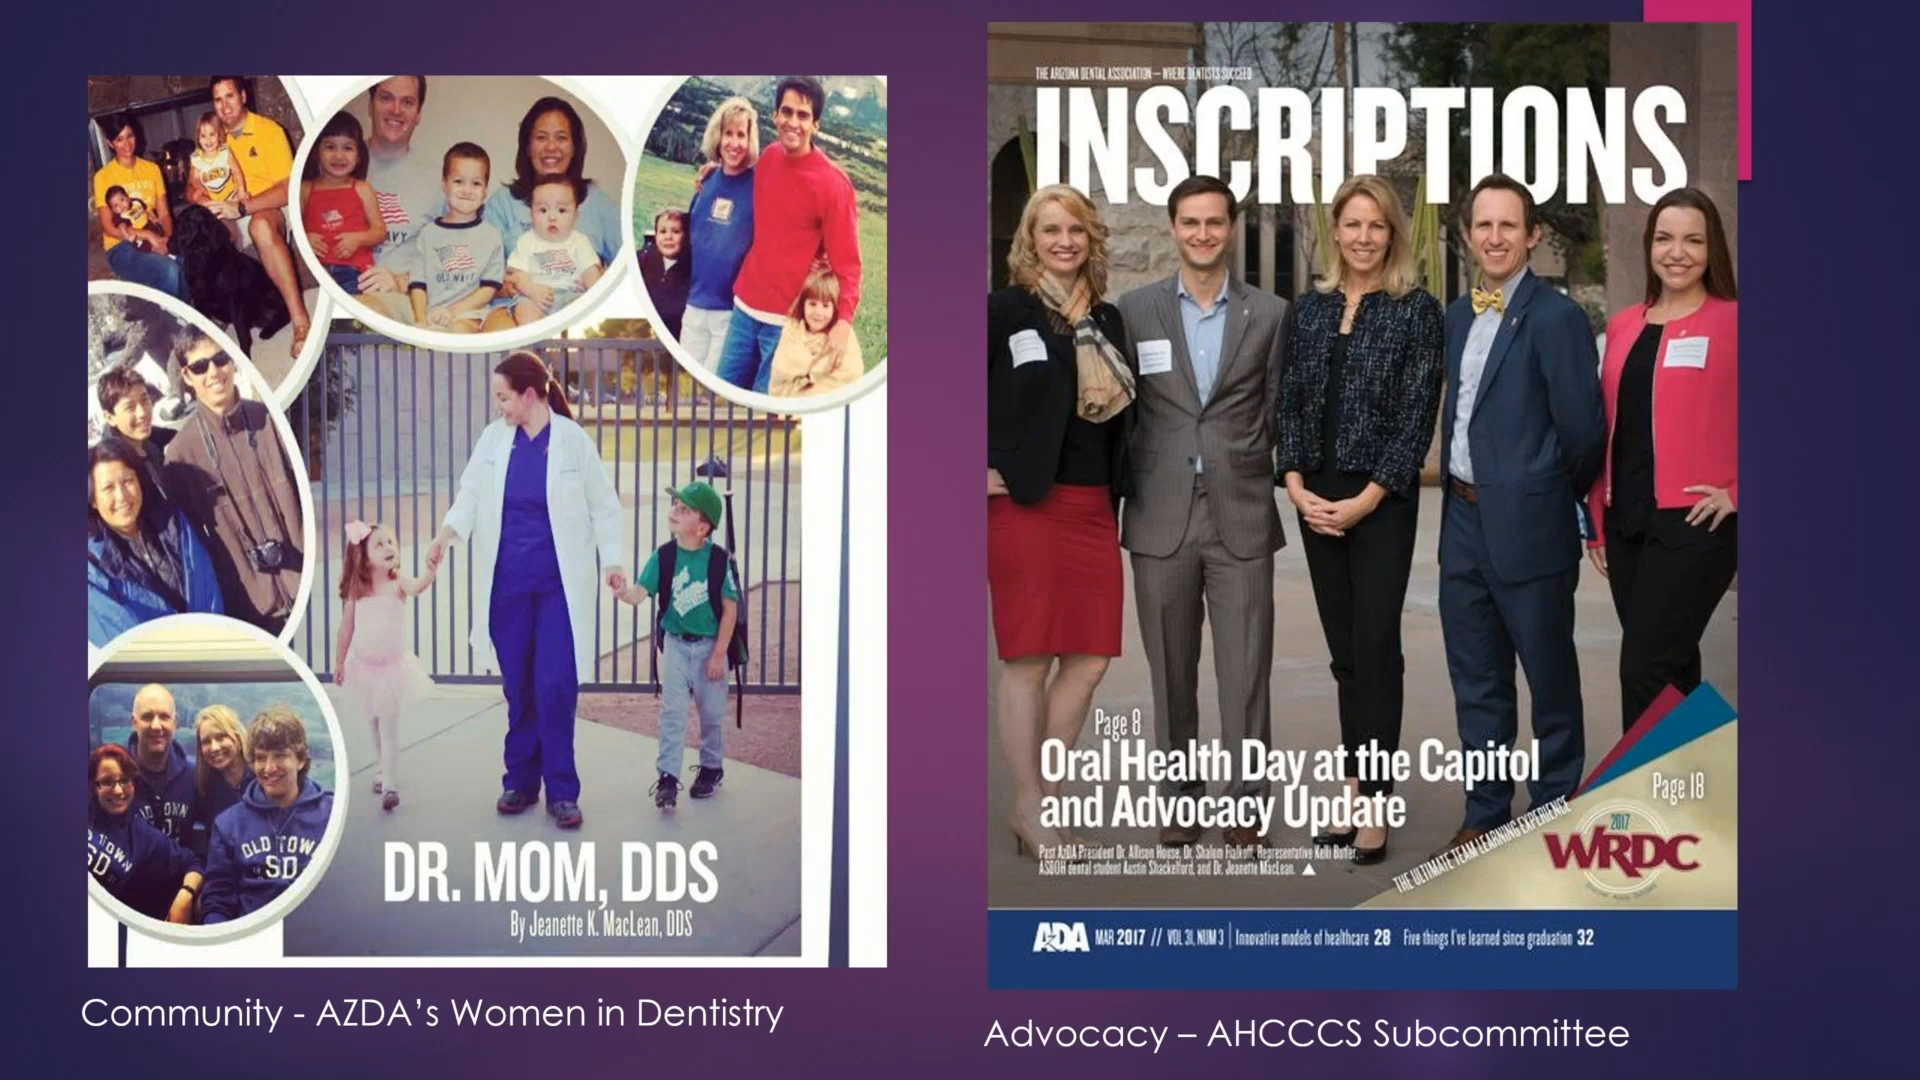 DR. MOM, DDS
By Jeanette K. MacLean, DDS
OLD NAVY
OLD TOWN
SD
Community - AZDA's Women in Dentistry
THE ARIZONA DENTAL ASSOCIATION – WHERE DENTISTS SUCCEED
INSCRIPTIONS
Page 8
Oral Health Day at the Capitol
and Advocacy Update
Past AzDA President Dr. Allison House, Dr. Shalon Fialkoff, Representative Kelli Butler,
ASDOH dental student Austin Shackelford, and Dr. Jeanette MacLean.
Page 18
THE ULTIMATE TEAM LEARNING EXPERIENCE
2017
WRDC
AzDA MAR 2017 // VOL 31, NUM 3 | Innovative models of healthcare 28 Five things I've learned since graduation 32
Advocacy – AHCCCS Subcommittee